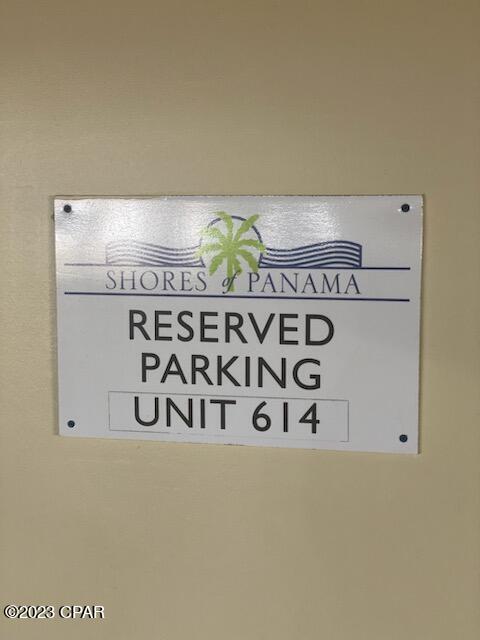 SHORES of PANAMA
RESERVED
PARKING
UNIT 614
©2023 CPAR